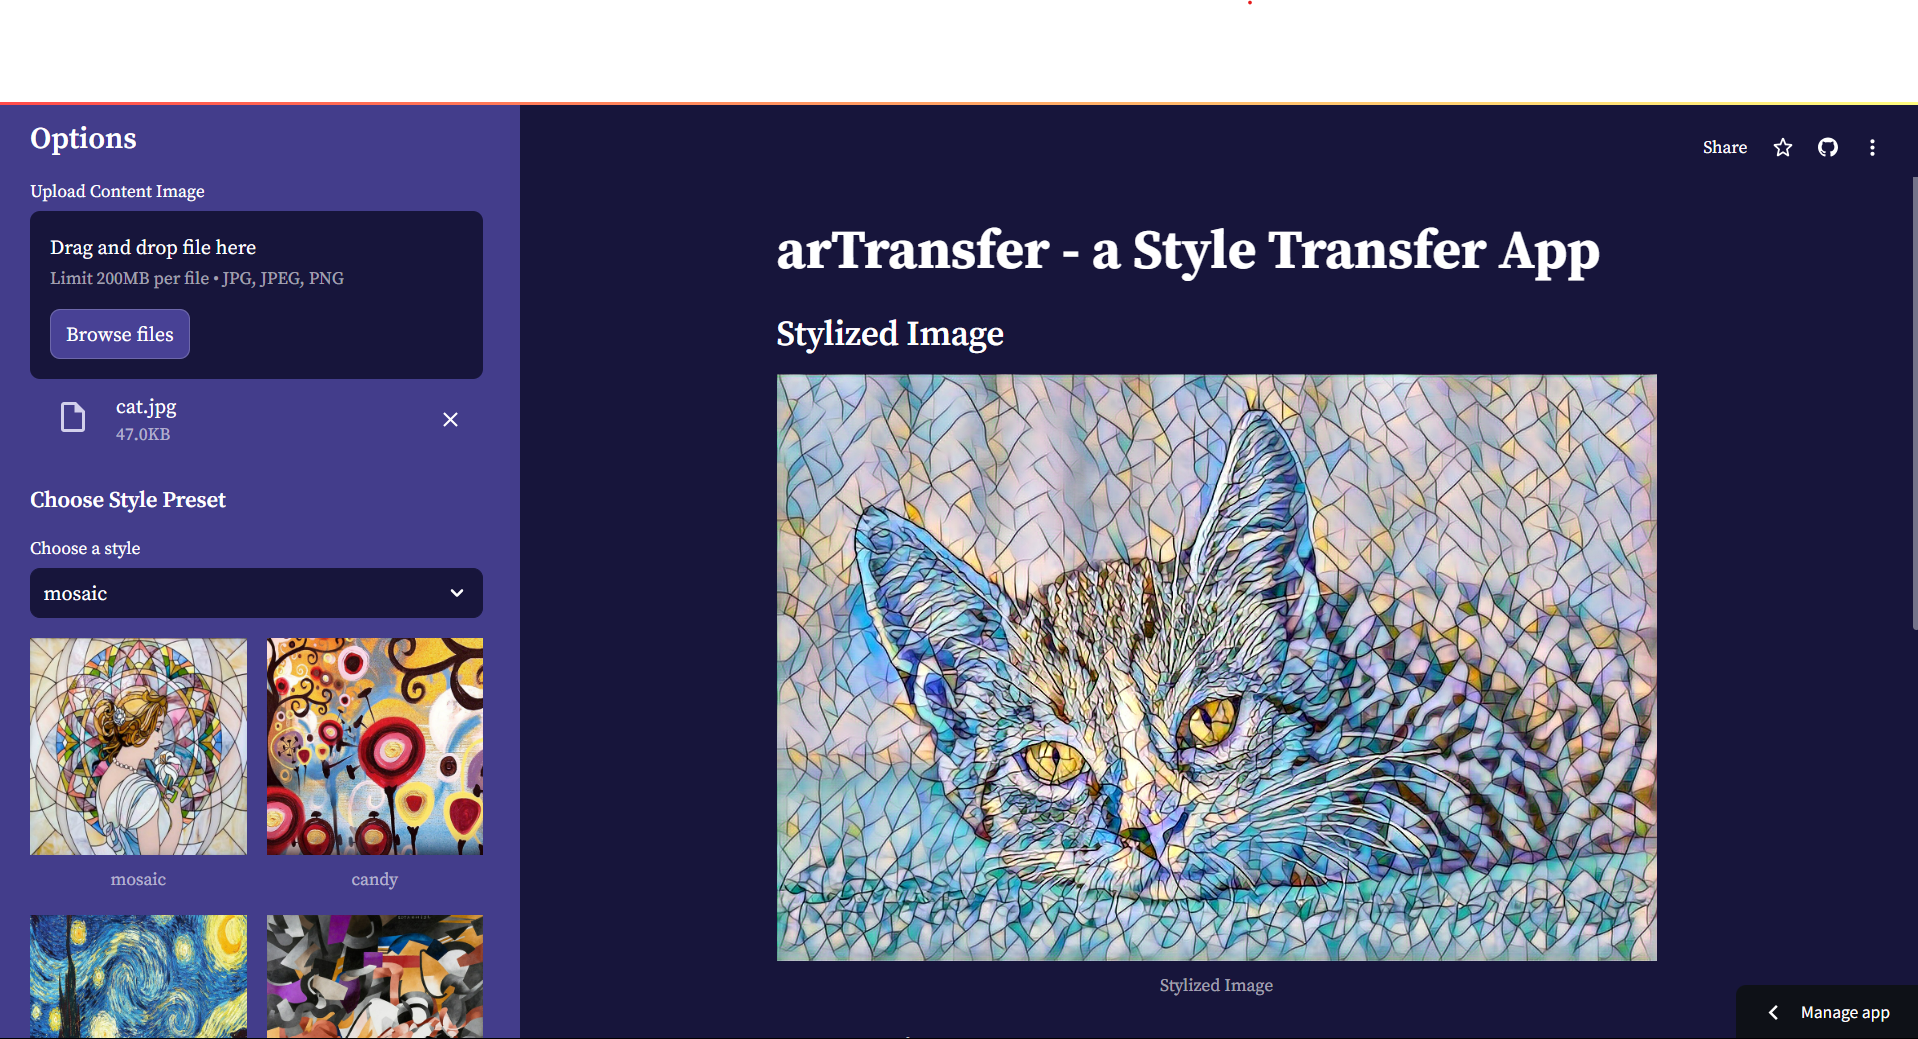 Options
Upload Content Image
Drag and drop file here
Limit 200MB per file • JPG, JPEG, PNG
Browse files
cat.jpg
47.0KB
Choose Style Preset
Choose a style
mosaic
mosaic
candy
Share
arTransfer - a Style Transfer App
Stylized Image
Stylized Image
Manage app